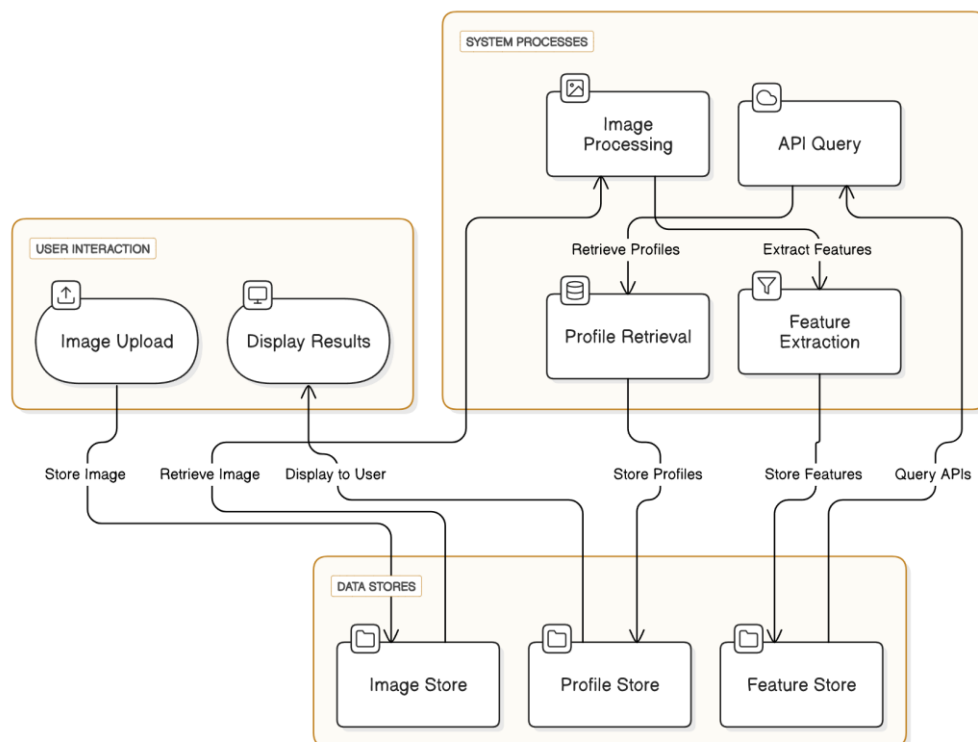 SYSTEM PROCESSES
Image
Processing
API Query
USER INTERACTION
Retrieve Profiles
Extract Features
Image Upload
Display Results
Profile Retrieval
Feature
Extraction
Store Image
Retrieve Image
Display to User
Store Profiles
Store Features
Query APIs
DATA STORES
Image Store
Profile Store
Feature Store